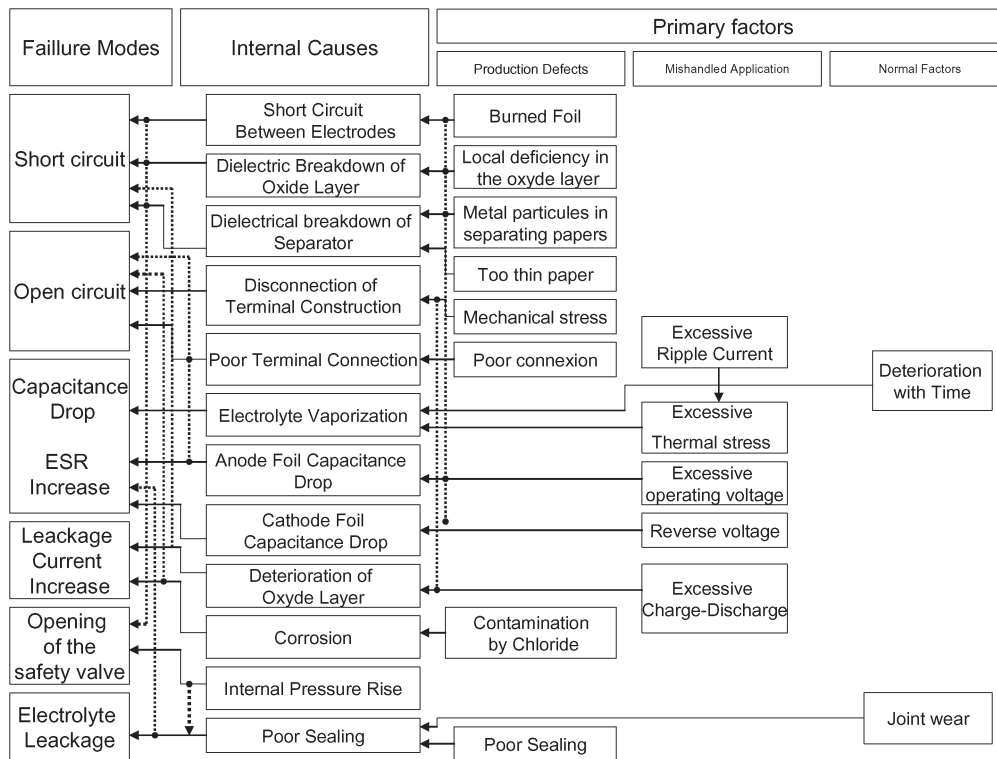 Faillure Modes
Internal Causes
Primary factors
Production Defects
Mishandled Application
Normal Factors
Short circuit
Open circuit
Capacitance
Drop
ESR
Increase
Leackage
Current
Increase
Opening
of the
safety valve
Electrolyte
Leackage
Short Circuit
Between Electrodes
Dielectric Breakdown of
Oxide Layer
Dielectrical breakdown of
Separator
Disconnection of
Terminal Construction
Poor Terminal Connection
Electrolyte Vaporization
Anode Foil Capacitance
Drop
Cathode Foil
Capacitance Drop
Deterioration of
Oxyde Layer
Corrosion
Internal Pressure Rise
Poor Sealing
Burned Foil
Local deficiency in
the oxyde layer
Metal particules in
separating papers
Too thin paper
Mechanical stress
Poor connexion
Contamination
by Chloride
Poor Sealing
Excessive
Ripple Current
Excessive
Thermal stress
Excessive
operating voltage
Reverse voltage
Excessive
Charge-Discharge
Deterioration
with Time
Joint wear